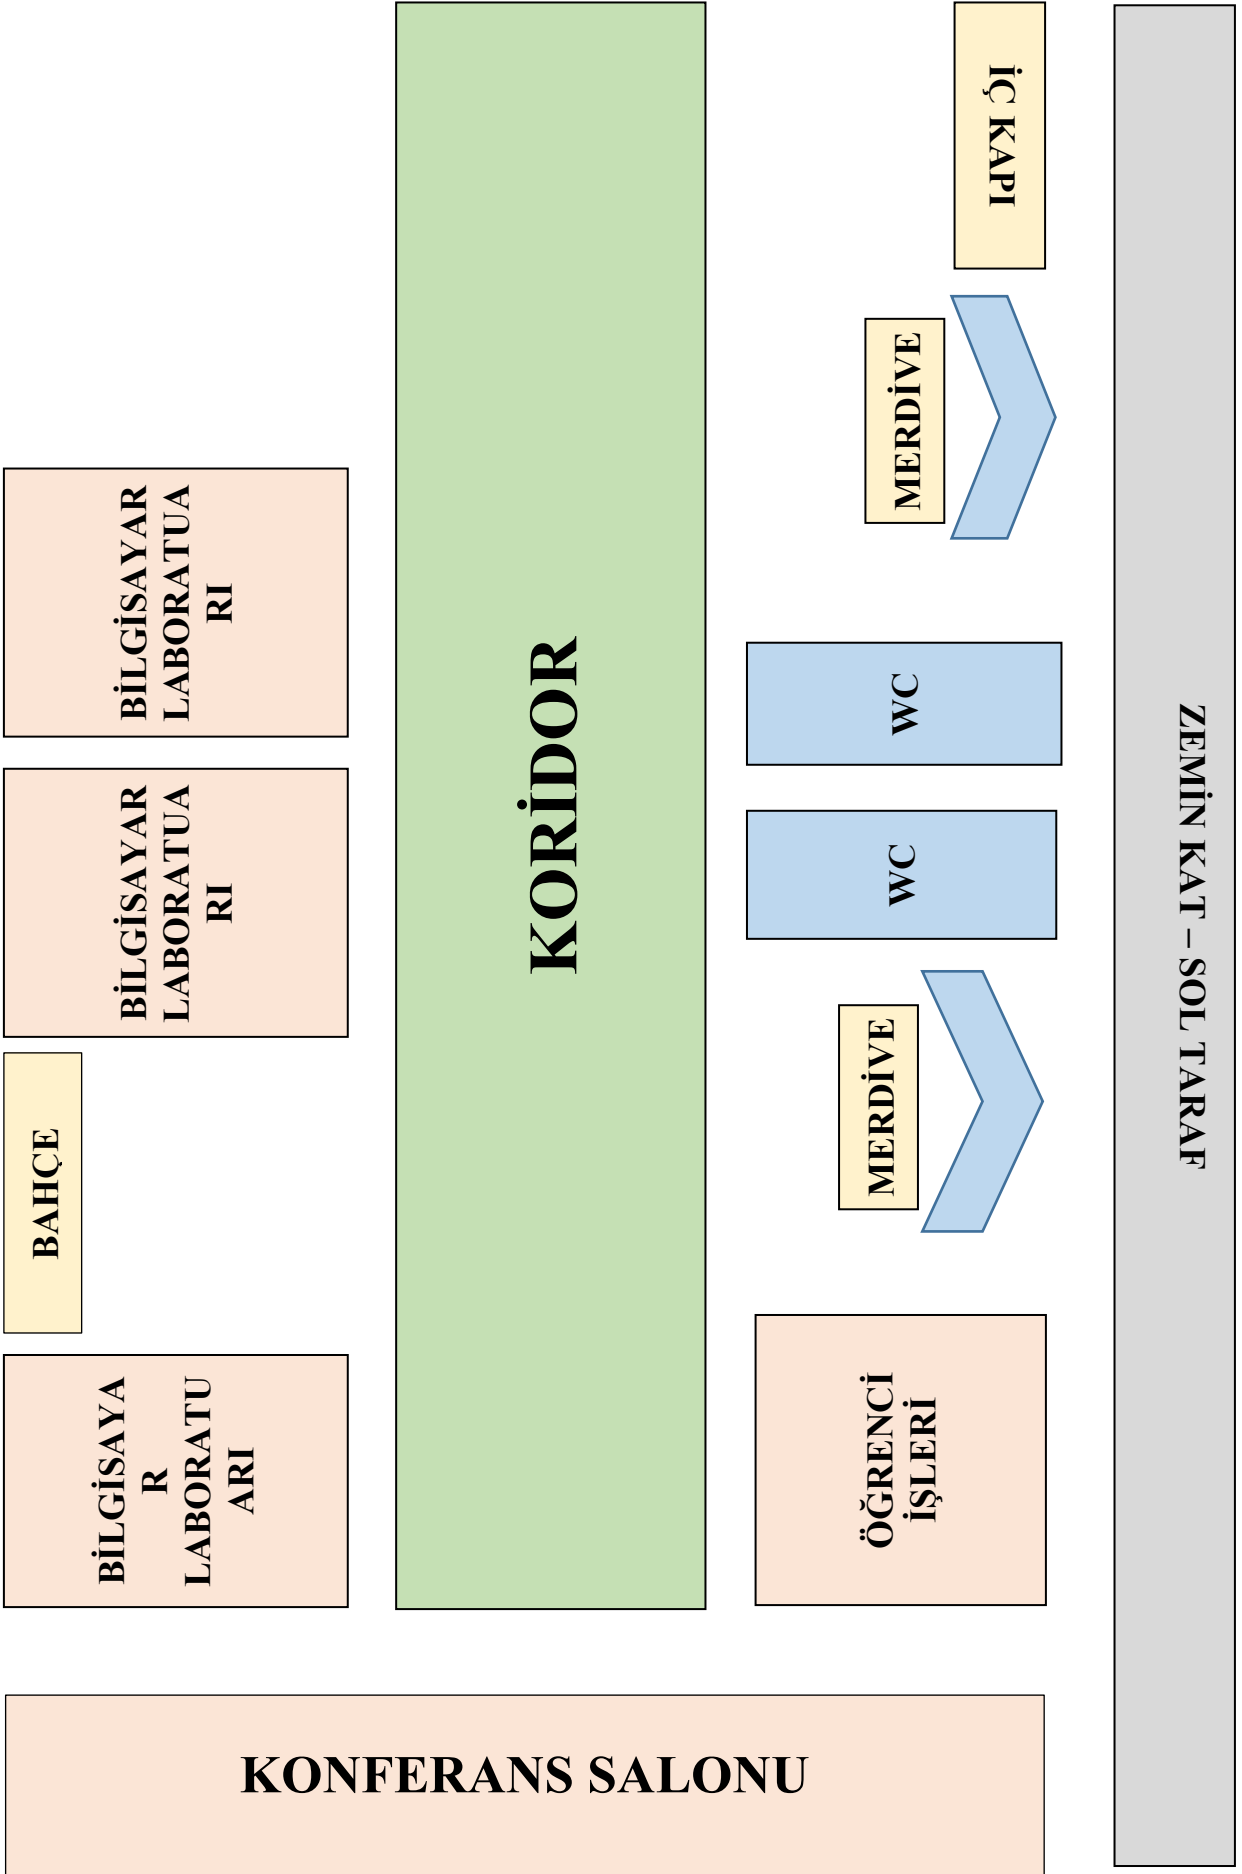 İÇ KAPI
MERDİVE
BİLGİSAYAR
LABORATUA
RI
KORİDOR
WC
BİLGİSAYAR
LABORATUA
RI
WC
ZEMİN KAT – SOL TARAF
BAHÇE
MERDİVE
BİLGİSAYA
R
LABORATU
ARI
ÖĞRENCİ
İŞLERİ
KONFERANS SALONU